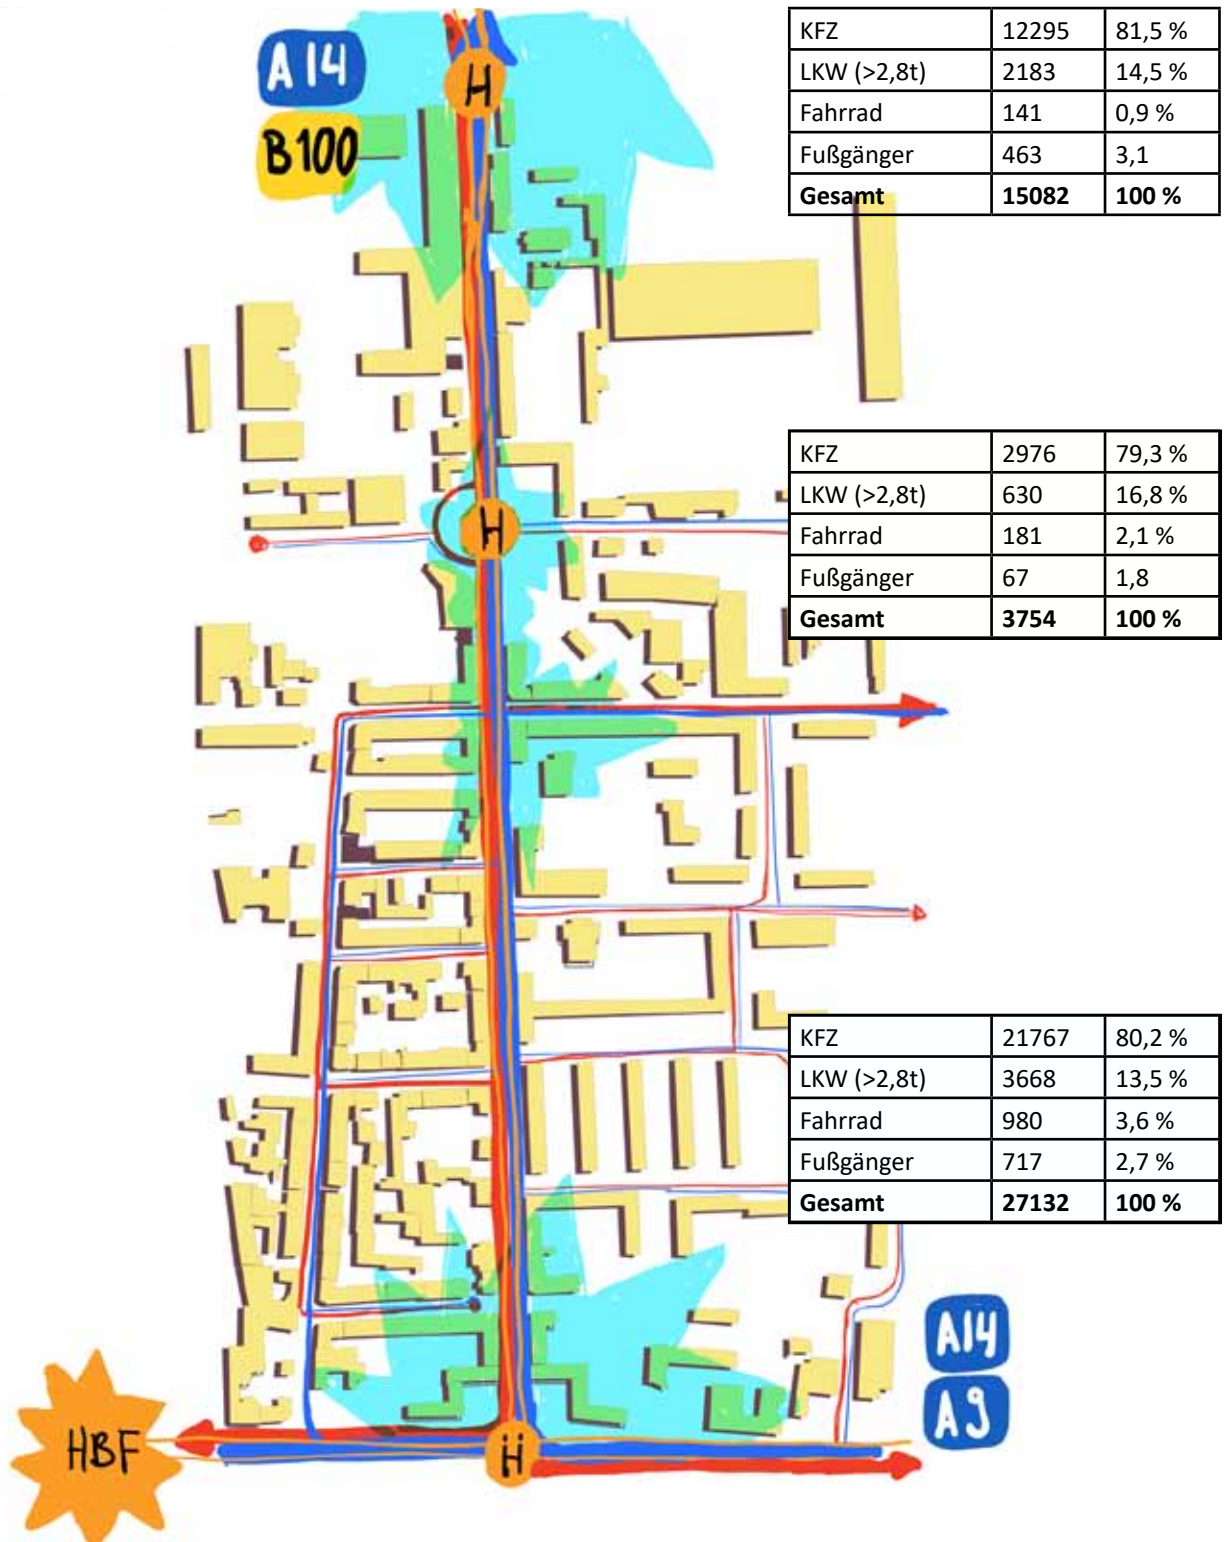 A14
B100
H
KFZ 12295 81,5 %
LKW (>2,8t) 2183 14,5 %
Fahrrad 141 0,9 %
Fußgänger 463 3,1
Gesamt 15082 100 %
KFZ 2976 79,3 %
LKW (>2,8t) 630 16,8 %
Fahrrad 181 2,1 %
Fußgänger 67 1,8
Gesamt 3754 100 %
H
KFZ 21767 80,2 %
LKW (>2,8t) 3668 13,5 %
Fahrrad 980 3,6 %
Fußgänger 717 2,7 %
Gesamt 27132 100 %
A14
A9
HBF
Ḧ